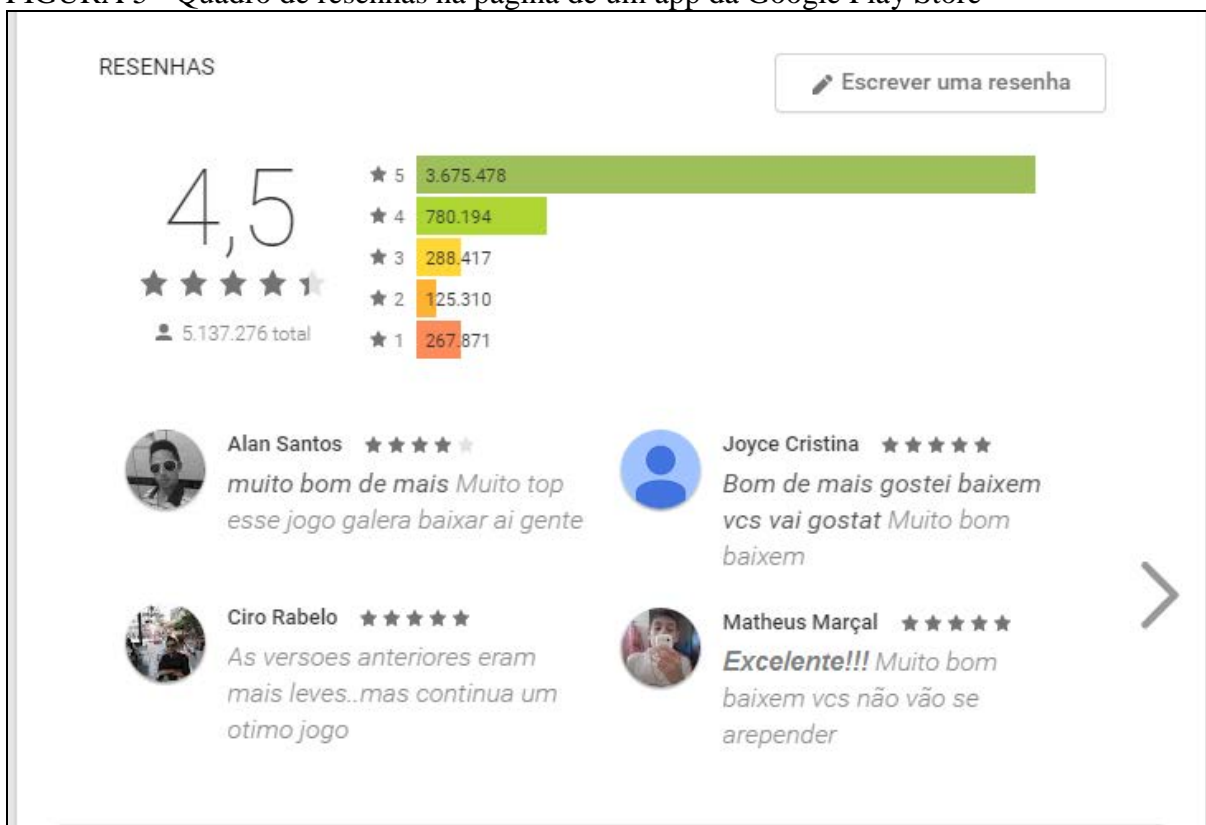 FIGURA 3 – Quadro de resenhas na página de um app da Google Play Store
RESENHAS
Escrever uma resenha
4,5
5.137.276 total
5 3.675.478
4 780.194
3 288.417
2 125.310
1 267.871
Alan Santos
muito bom de mais Muito top
esse jogo galera baixar ai gente
Joyce Cristina
Bom de mais gostei baixem
vcs vai gostat Muito bom
baixem
Ciro Rabelo
As versoes anteriores eram
mais leves..mas continua um
otimo jogo
Matheus Marçal
Excelente!!! Muito bom
baixem vcs não vão se
arepender